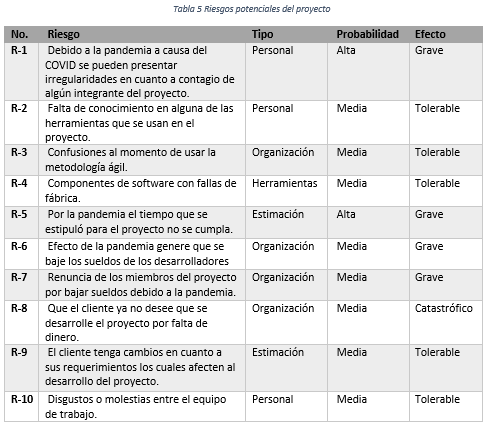 Tabla 5 Riesgos potenciales del proyecto
No. Riesgo Tipo Probabilidad Efecto
R-1 Debido a la pandemia a causa del Personal Alta Grave
COVID se pueden presentar
irregularidades en cuanto a contagio de
algún integrante del proyecto.
R-2 Falta de conocimiento en alguna de las Personal Media Tolerable
herramientas que se usan en el
proyecto.
R-3 Confusiones al momento de usar la Organización Media Tolerable
metodología ágil.
R-4 Componentes de software con fallas de Herramientas Media Tolerable
fábrica.
R-5 Por la pandemia el tiempo que se Estimación Alta Grave
estipuló para el proyecto no se cumpla.
R-6 Efecto de la pandemia genere que se Organización Media Grave
baje los sueldos de los desarrolladores
R-7 Renuncia de los miembros del proyecto Organización Media Grave
por bajar sueldos debido a la pandemia.
R-8 Que el cliente ya no desee que se Organización Media Catastrófico
desarrolle el proyecto por falta de
dinero.
R-9 El cliente tenga cambios en cuanto a Estimación Media Tolerable
sus requerimientos los cuales afecten al
desarrollo del proyecto.
R-10 Disgustos o molestias entre el equipo Personal Media Tolerable
de trabajo.